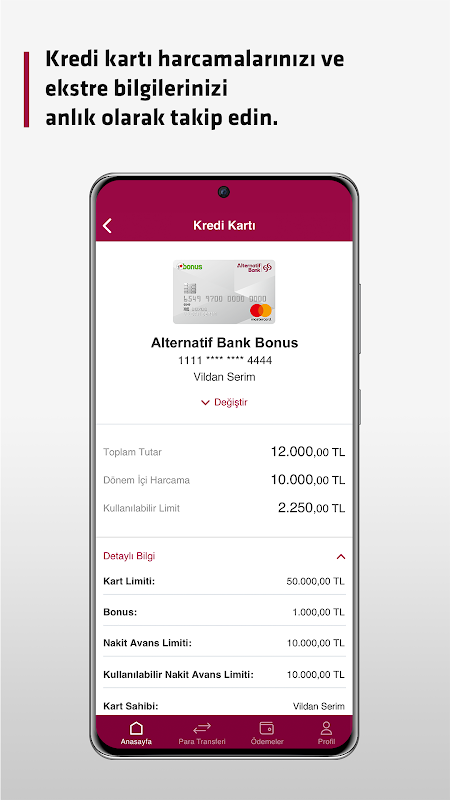 Kredi kartı harcamalarınızı ve
ekstre bilgilerinizi
anlık olarak takip edin.
Kredi Kartı
bonus
Alternatif
Bank
6549 9700 0000 0000
mastercard
Alternatif Bank Bonus
1111 **** **** 4444
Vildan Serim
Değiştir
Toplam Tutar 12.000,00 TL
Dönem İçi Harcama 10.000,00 TL
Kullanılabilir Limit 2.250,00 TL
Detaylı Bilgi
Kart Limiti: 50.000,00 TL
Bonus: 1.000,00 TL
Nakit Avans Limiti: 10.000,00 TL
Kullanılabilir Nakit Avans Limiti: 10.000,00 TL
Kart Sahibi: Vildan Serim
Anasayfa Para Transferi Ödemeler Profil